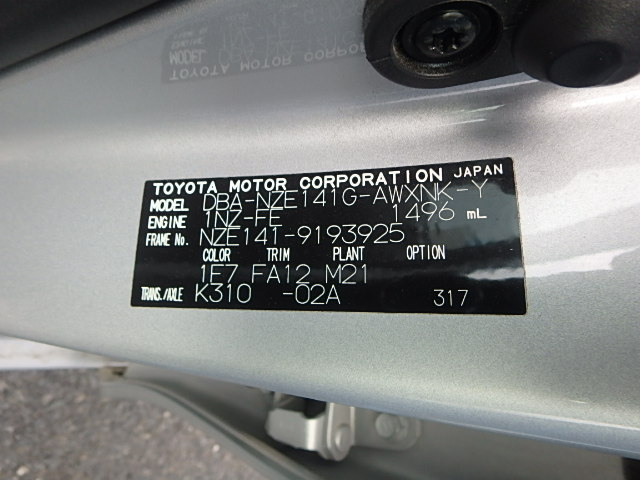 TOYOTA MOTOR CORPORATION JAPAN
MODEL DBA-NZE141G-AWXNK-Y
ENGINE 1NZ-FE 1496 mL
FRAME No. NZE141-9193925
COLOR TRIM PLANT OPTION
1E7 FA12 M21
TRANS./AXLE K310 -02A 317